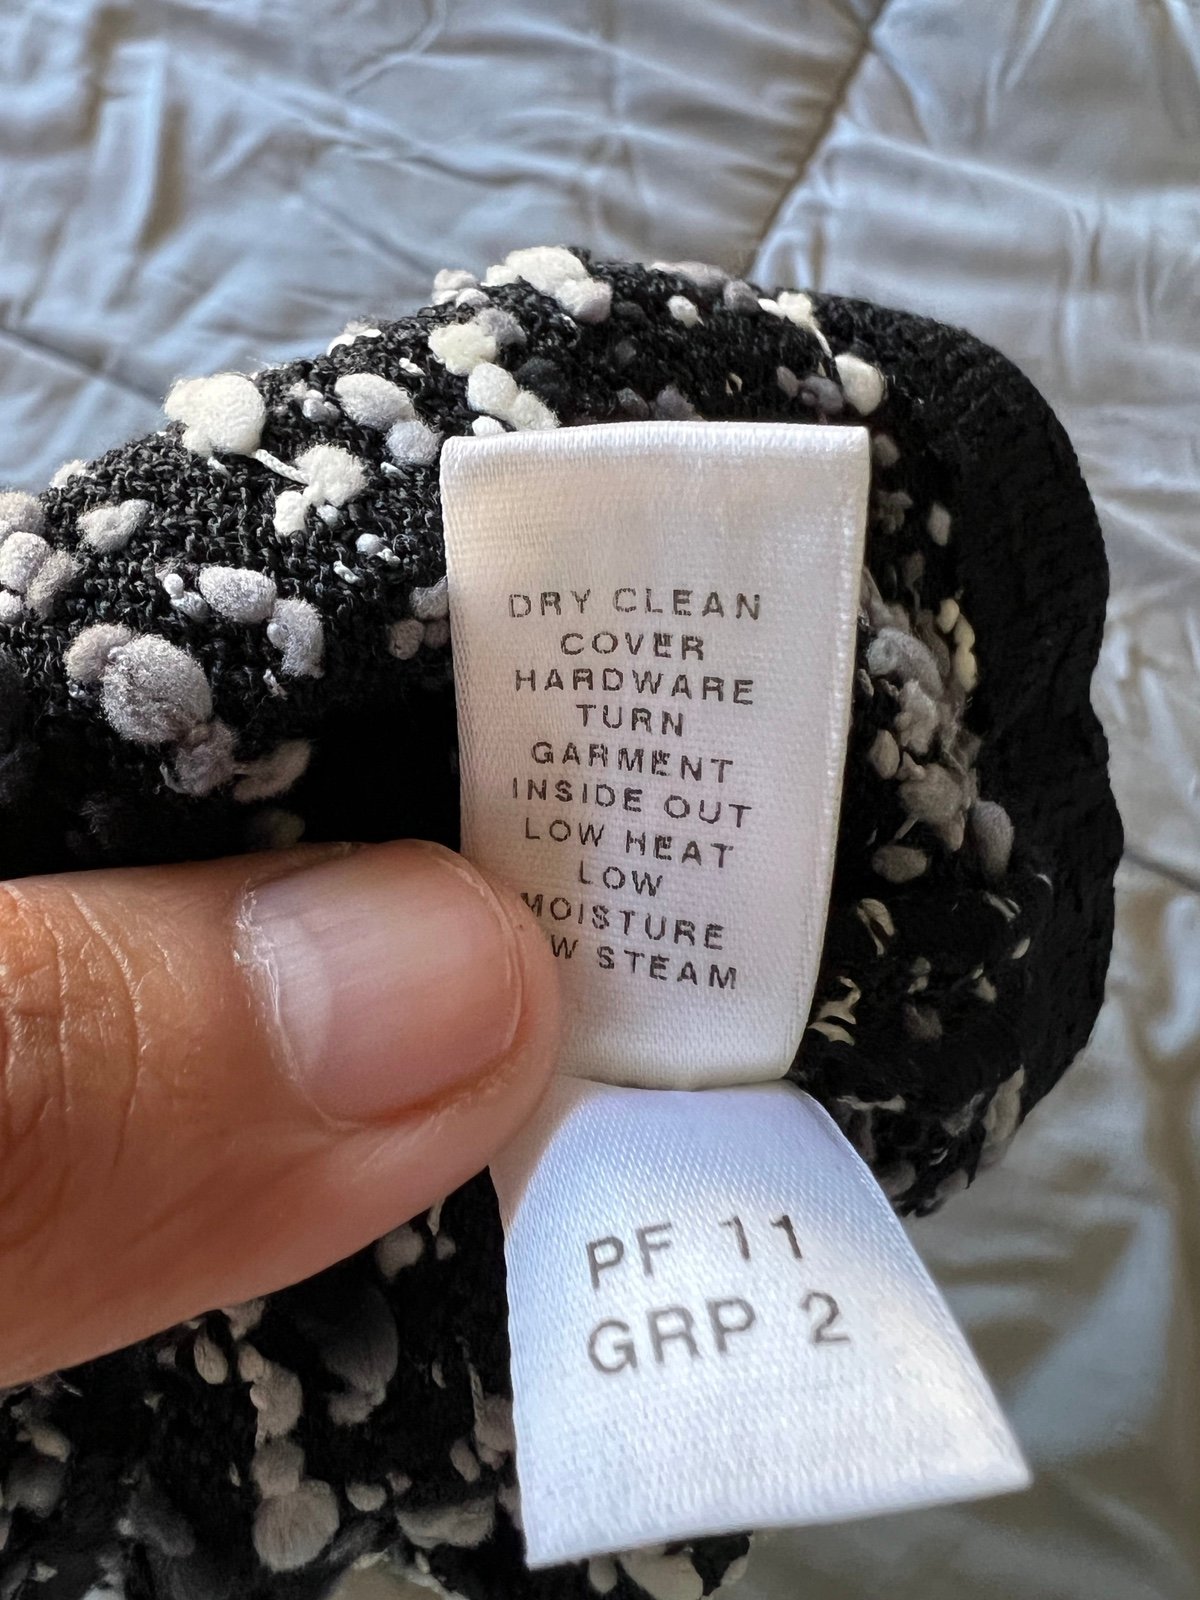 DRY CLEAN
COVER
HARDWARE
TURN
GARMENT
INSIDE OUT
LOW HEAT
LOW
MOISTURE
STEAM
PF 11
GRP 2